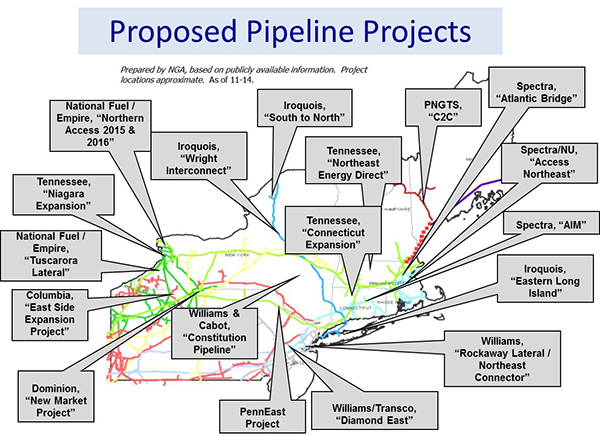 Proposed Pipeline Projects
Prepared by NGA, based on publicly available information. Project
locations approximate. As of 11-14.
National Fuel /
Empire, "Northern
Access 2015 &
2016"
Iroquois,
"South to North"
PNGTS,
"C2C"
Spectra,
"Atlantic Bridge"
Iroquois,
"Wright
Interconnect"
Tennessee,
"Northeast
Energy Direct"
Spectra/NU,
"Access
Northeast"
Tennessee,
"Niagara
Expansion"
Tennessee,
"Connecticut
Expansion"
Spectra, "AIM"
National Fuel /
Empire,
"Tuscarora
Lateral"
NEW YORK
Iroquois,
"Eastern Long
Island"
Columbia,
"East Side
Expansion
Project"
Williams &
Cabot,
"Constitution
Pipeline"
CONNECTICUT
RHODE
Williams,
"Rockaway Lateral /
Northeast
Connector"
Dominion,
"New Market
Project"
PennEast
Project
Williams/Transco,
"Diamond East"